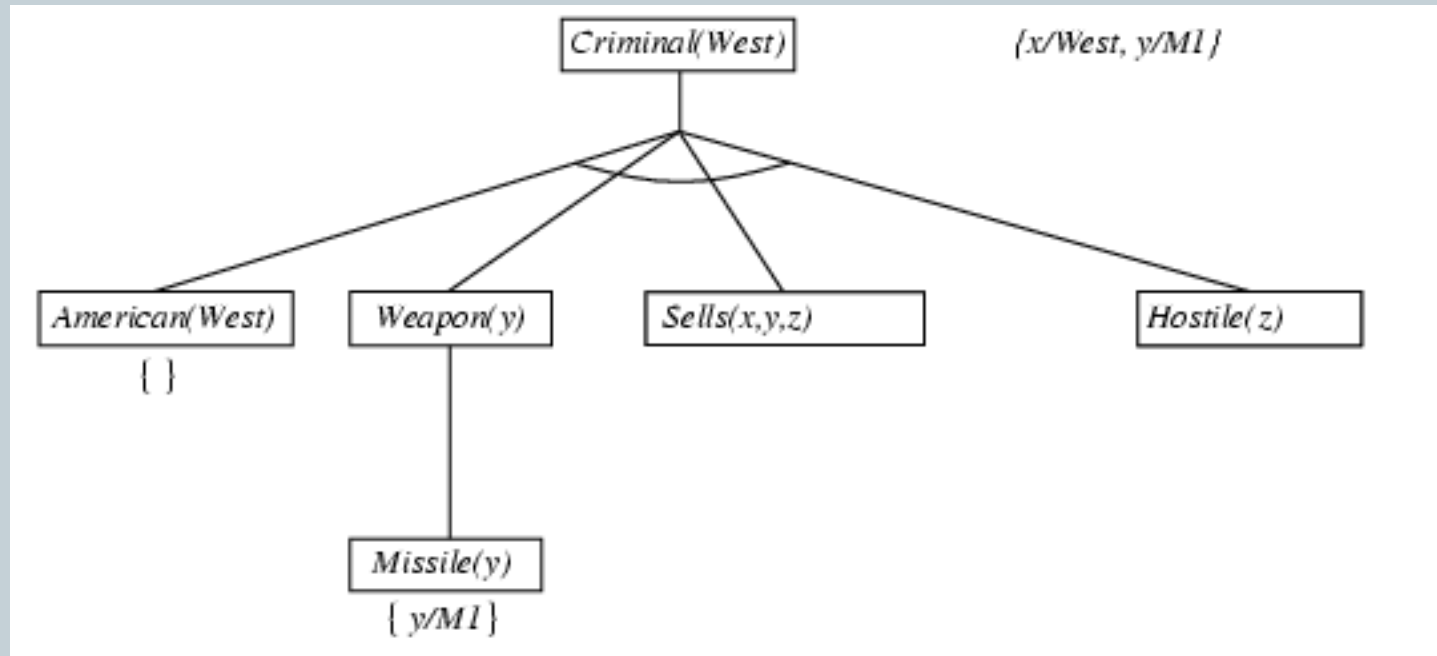 Criminal(West)
{x/West, y/M1}
American(West)
Weapon(y)
Sells(x,y,z)
Hostile(z)
{ }
Missile(y)
{ y/M1 }